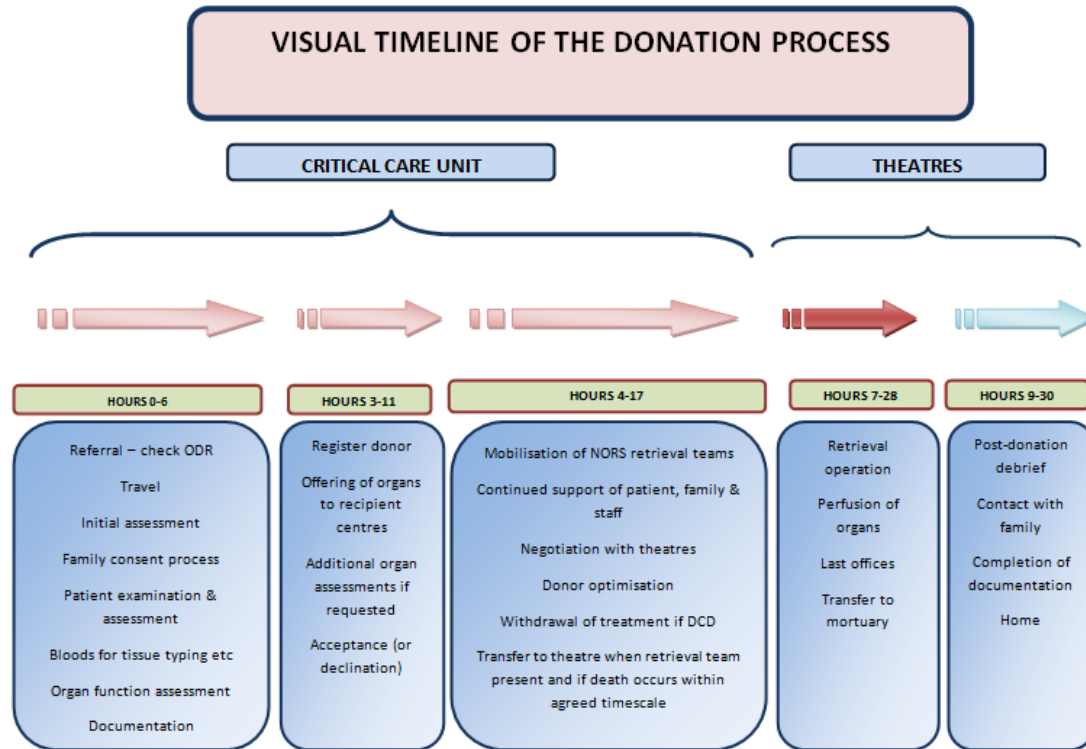 VISUAL TIMELINE OF THE DONATION PROCESS
CRITICAL CARE UNIT
THEATRES
HOURS 0-6
Referral – check ODR
Travel
Initial assessment
Family consent process
Patient examination &
assessment
Bloods for tissue typing etc
Organ function assessment
Documentation
HOURS 3-11
Register donor
Offering of organs
to recipient
centres
Additional organ
assessments if
requested
Acceptance (or
declination)
HOURS 4-17
Mobilisation of NORS retrieval teams
Continued support of patient, family &
staff
Negotiation with theatres
Donor optimisation
Withdrawal of treatment if DCD
Transfer to theatre when retrieval team
present and if death occurs within
agreed timescale
HOURS 7-28
Retrieval
operation
Perfusion of
organs
Last offices
Transfer to
mortuary
HOURS 9-30
Post-donation
debrief
Contact with
family
Completion of
documentation
Home